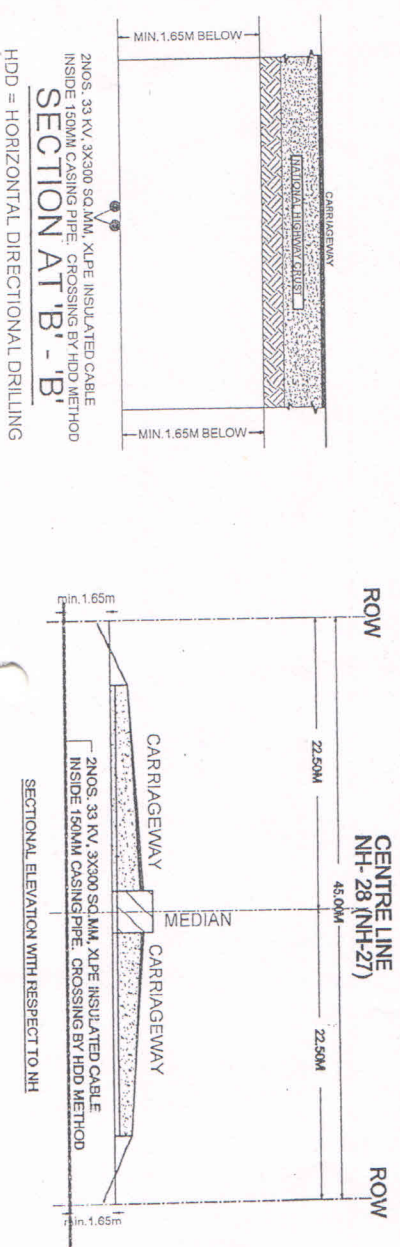 MIN.1.65M BELOW
CARRIAGEWAY
NATIONAL HIGHWAY CRUST
MIN.1.65M BELOW
2NOS. 33 KV, 3X300 SQ.MM, XLPE INSULATED CABLE
INSIDE 150MM CASING PIPE. CROSSING BY HDD METHOD
SECTION AT 'B' - 'B'
HDD = HORIZONTAL DIRECTIONAL DRILLING
ROW
CENTRE LINE
NH- 28 (NH-27)
ROW
45.00M
22.50M
22.50M
CARRIAGEWAY
MEDIAN
CARRIAGEWAY
min.1.65m
min.1.65m
2NOS. 33 KV, 3X300 SQ.MM, XLPE INSULATED CABLE
INSIDE 150MM CASING PIPE. CROSSING BY HDD METHOD
SECTIONAL ELEVATION WITH RESPECT TO NH